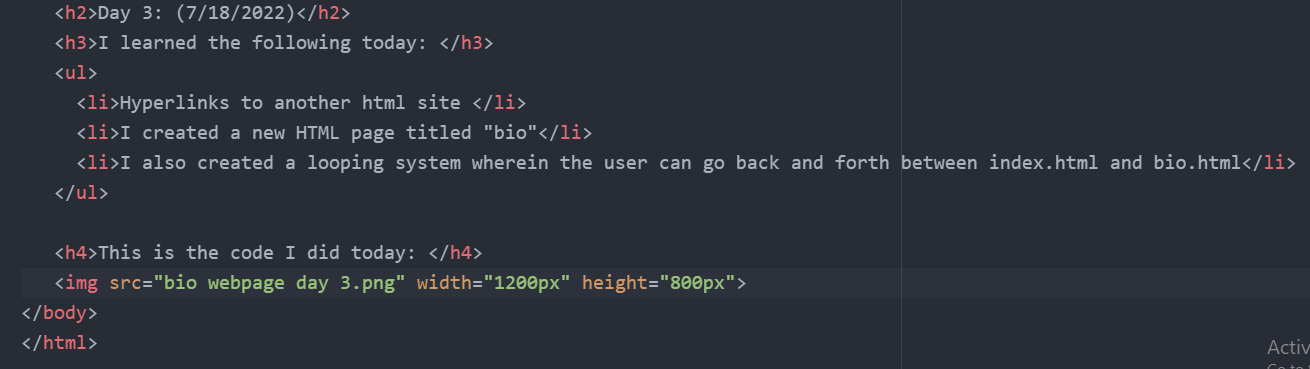 <h2>Day 3: (7/18/2022)</h2>
<h3>I learned the following today: </h3>
<ul>
<li>Hyperlinks to another html site </li>
<li>I created a new HTML page titled "bio"</li>
<li>I also created a looping system wherein the user can go back and forth between index.html and bio.html</li>
</ul>
<h4>This is the code I did today: </h4>
<img src="bio webpage day 3.png" width="1200px" height="800px">
</body>
</html>
Activ